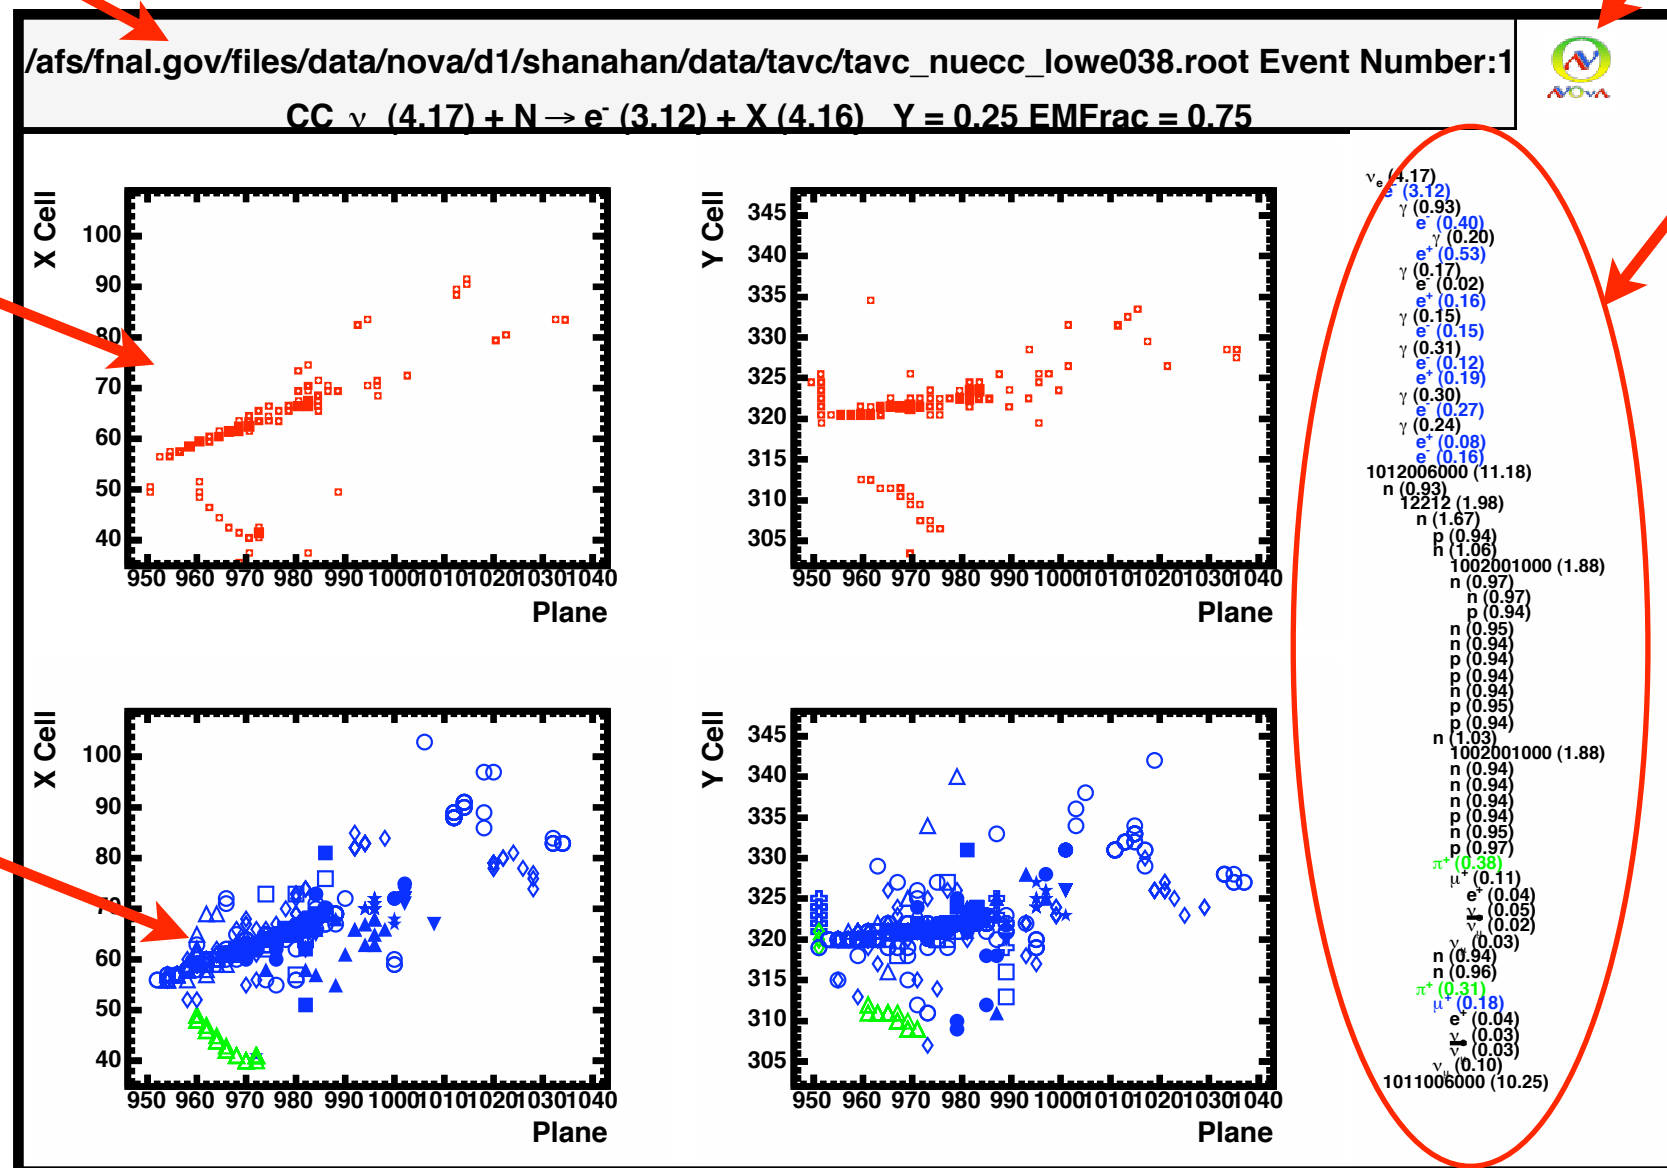 /afs/fnal.gov/files/data/nova/d1/shanahan/data/tavc/tavc_nuecc_lowe038.root Event Number:1
CC ν (4.17) + N → e⁻ (3.12) + X (4.16) Y = 0.25 EMFrac = 0.75
NOvA
X Cell
100
90
80
70
60
50
40
950 960 970 980 990 1000 1010 1020 1030 1040
Plane
Y Cell
345
340
335
330
325
320
315
310
305
950 960 970 980 990 1000 1010 1020 1030 1040
Plane
X Cell
100
90
80
70
60
50
40
950 960 970 980 990 1000 1010 1020 1030 1040
Plane
Y Cell
345
340
335
330
325
320
315
310
305
950 960 970 980 990 1000 1010 1020 1030 1040
Plane
νₑ (4.17)
e⁻ (3.12)
γ (0.93)
e⁻ (0.40)
γ (0.20)
e⁺ (0.53)
γ (0.17)
e⁻ (0.02)
e⁺ (0.16)
γ (0.15)
e⁻ (0.15)
γ (0.31)
e⁻ (0.12)
e⁺ (0.19)
γ (0.30)
e⁻ (0.27)
γ (0.24)
e⁺ (0.08)
e⁻ (0.16)
1012006000 (11.18)
n (0.93)
12212 (1.98)
n (1.67)
p (0.94)
n (1.06)
1002001000 (1.88)
n (0.97)
n (0.97)
p (0.94)
n (0.95)
n (0.94)
p (0.94)
p (0.94)
n (0.94)
p (0.95)
p (0.94)
n (1.03)
1002001000 (1.88)
n (0.94)
n (0.94)
n (0.94)
p (0.94)
n (0.95)
p (0.97)
π⁺ (0.38)
μ⁺ (0.11)
e⁺ (0.04)
ν (0.05)
ν (0.02)
ν (0.03)
n (0.94)
n (0.96)
π⁺ (0.31)
μ⁺ (0.18)
e⁺ (0.04)
ν (0.03)
ν (0.03)
ν (0.10)
1011006000 (10.25)